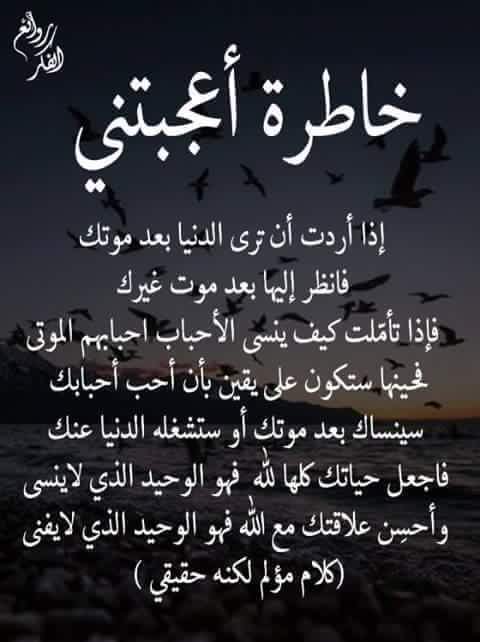 روائع
الفكر
خاطرة أعجبتني
إذا أردت أن ترى الدنيا بعد موتك
فانظر إليها بعد موت غيرك
فإذا تأمّلت كيف ينسى الأحباب احبابهم الموتى
فحينها ستكون على يقين بأن أحب أحبابك
سينساك بعد موتك أو ستشغله الدنيا عنك
فاجعل حياتك كلها لله فهو الوحيد الذي لاينسى
وأحسِن علاقتك مع الله فهو الوحيد الذي لايفنى
(كلام مؤلم لكنه حقيقي )